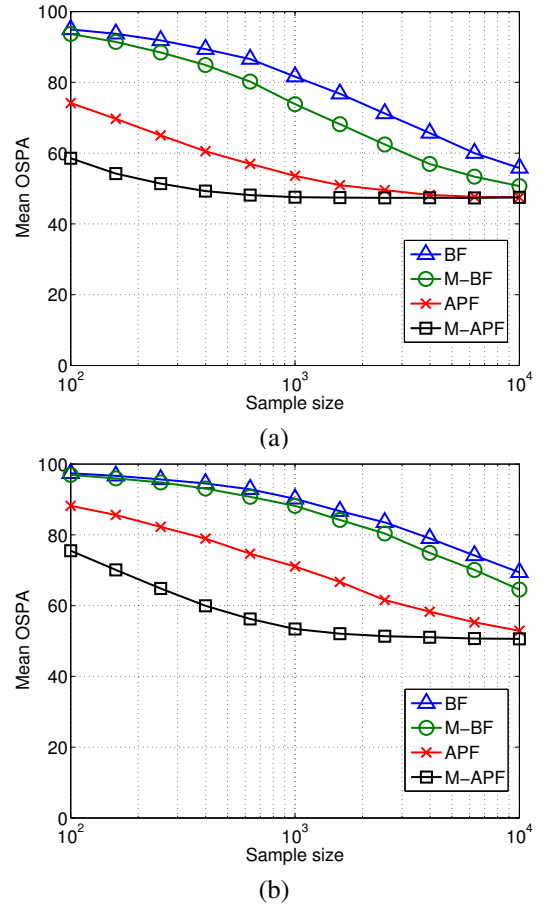 100
80
60
40
20
0
Mean OSPA
BF
M-BF
APF
M-APF
10^2
10^3
10^4
Sample size
(a)
100
80
60
40
20
0
Mean OSPA
BF
M-BF
APF
M-APF
10^2
10^3
10^4
Sample size
(b)